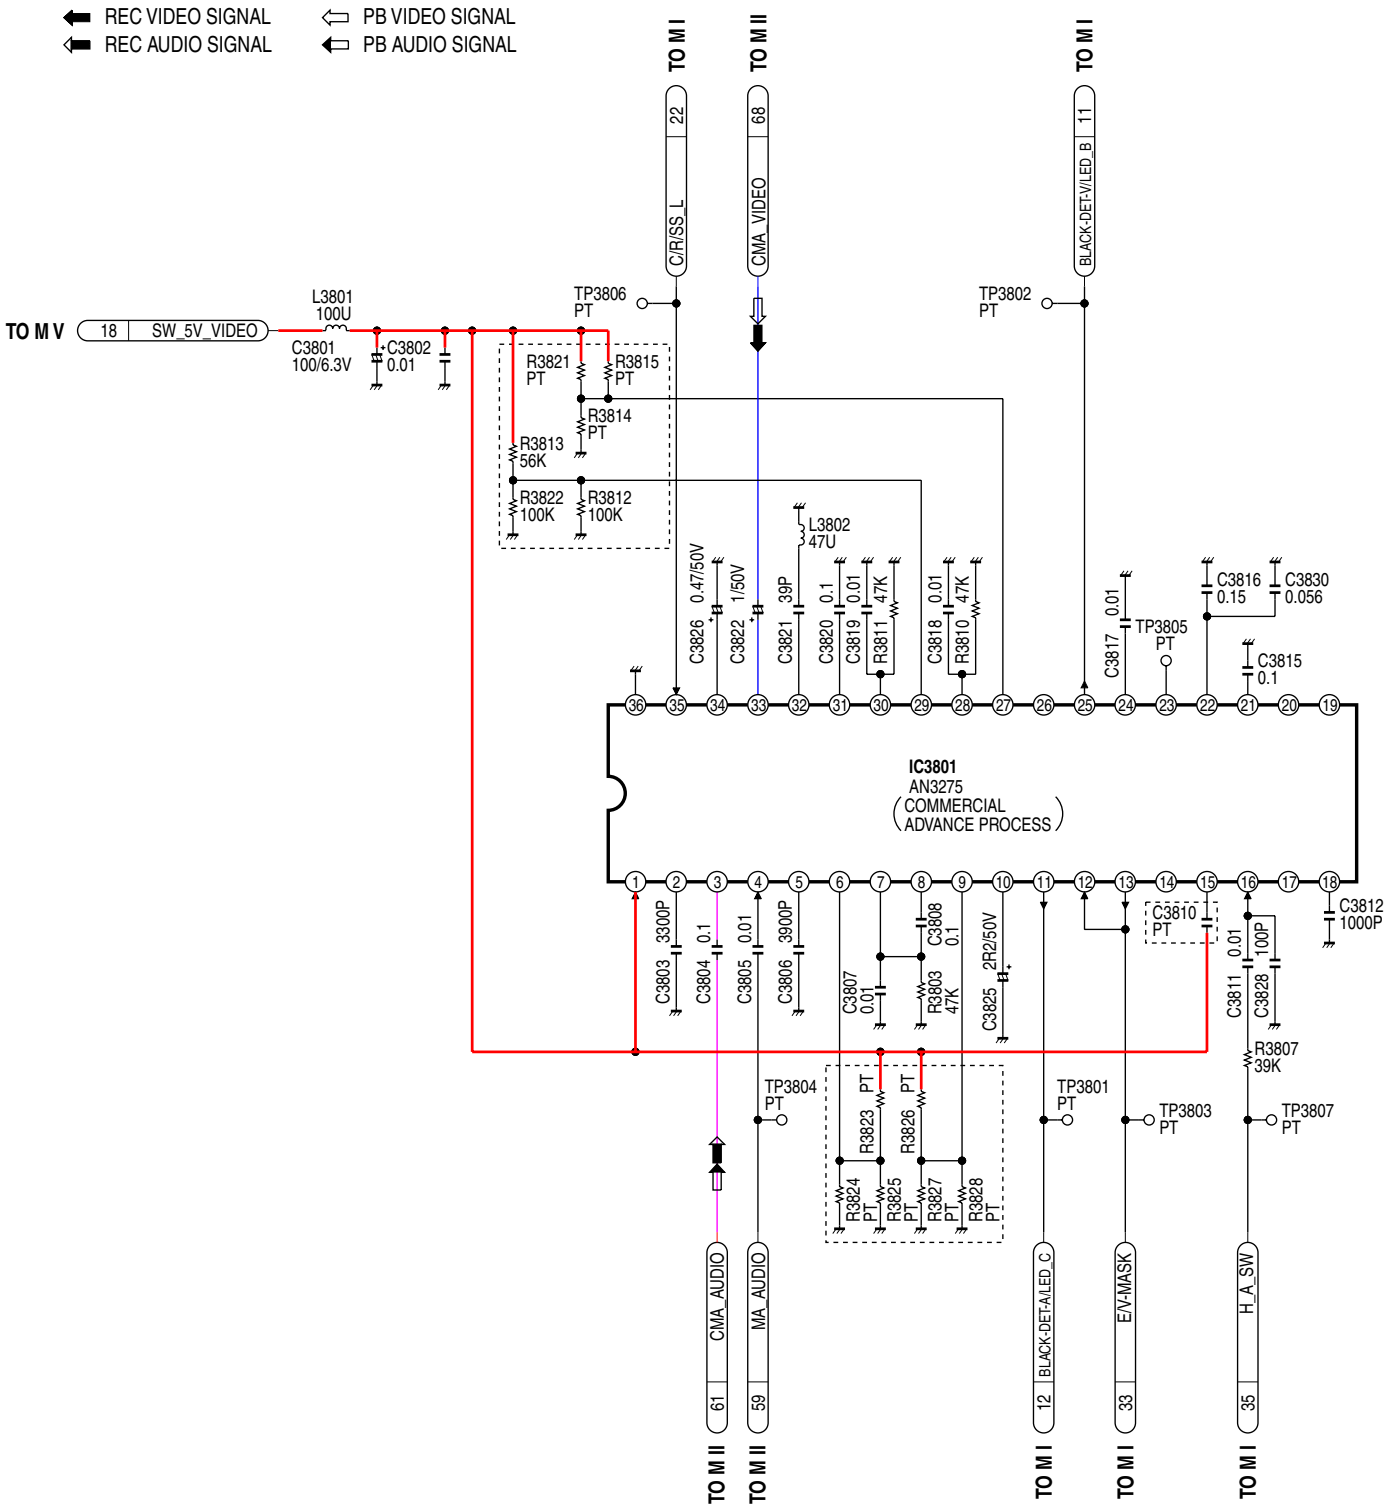 REC VIDEO SIGNAL
PB VIDEO SIGNAL
REC AUDIO SIGNAL
PB AUDIO SIGNAL
TO M I
TO M II
TO M I
22
C/R/SS_L
68
CMA_VIDEO
11
BLACK-DET-V/LED_B
TO M V
18
SW_5V_VIDEO
L3801
100U
C3801
100/6.3V
C3802
0.01
TP3806
PT
TP3802
PT
R3821
PT
R3815
PT
R3814
PT
R3813
56K
R3822
100K
R3812
100K
L3802
47U
C3826 0.47/50V
C3822 1/50V
C3821 39P
C3820 0.1
C3819 0.01
R3811 47K
C3818 0.01
R3810 47K
C3817 0.01
TP3805
PT
C3816
0.15
C3830
0.056
C3815
0.1
36
35
34
33
32
31
30
29
28
27
26
25
24
23
22
21
20
19
IC3801
AN3275
COMMERCIAL
ADVANCE PROCESS
1
2
3
4
5
6
7
8
9
10
11
12
13
14
15
16
17
18
C3803 3300P
C3804 0.1
C3805 0.01
C3806 3900P
C3807
0.01
C3808
0.1
R3803
47K
C3825 2R2/50V
C3810
PT
C3811 0.01
C3828 100P
C3812
1000P
R3807
39K
TP3804
PT
R3823 PT
R3826 PT
TP3801
PT
TP3803
PT
TP3807
PT
R3824
PT
R3825
PT
R3827
PT
R3828
PT
CMA_AUDIO
61
MA_AUDIO
59
BLACK-DET-A/LED_C
12
E/V-MASK
33
H_A_SW
35
TO M II
TO M II
TO M I
TO M I
TO M I